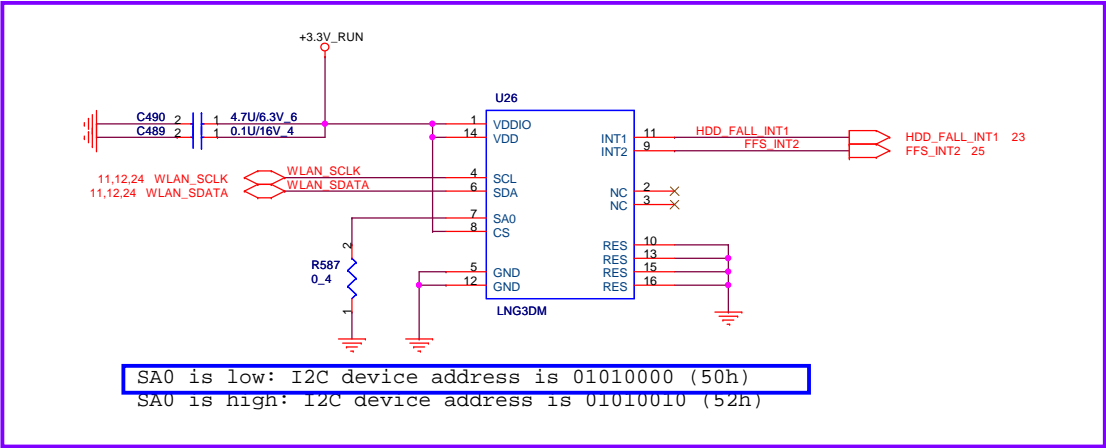 +3.3V_RUN
U26
C490 2 1 4.7U/6.3V_6
C489 2 1 0.1U/16V_4
1 VDDIO
14 VDD
INT1 11 HDD_FALL_INT1 HDD_FALL_INT1 23
INT2 9 FFS_INT2 FFS_INT2 25
11,12,24 WLAN_SCLK WLAN_SCLK 4 SCL
11,12,24 WLAN_SDATA WLAN_SDATA 6 SDA
NC 2
NC 3
7 SA0
8 CS
2
R587
0_4
1
5 GND
12 GND
RES 10
RES 13
RES 15
RES 16
LNG3DM
SA0 is low: I2C device address is 01010000 (50h)
SA0 is high: I2C device address is 01010010 (52h)